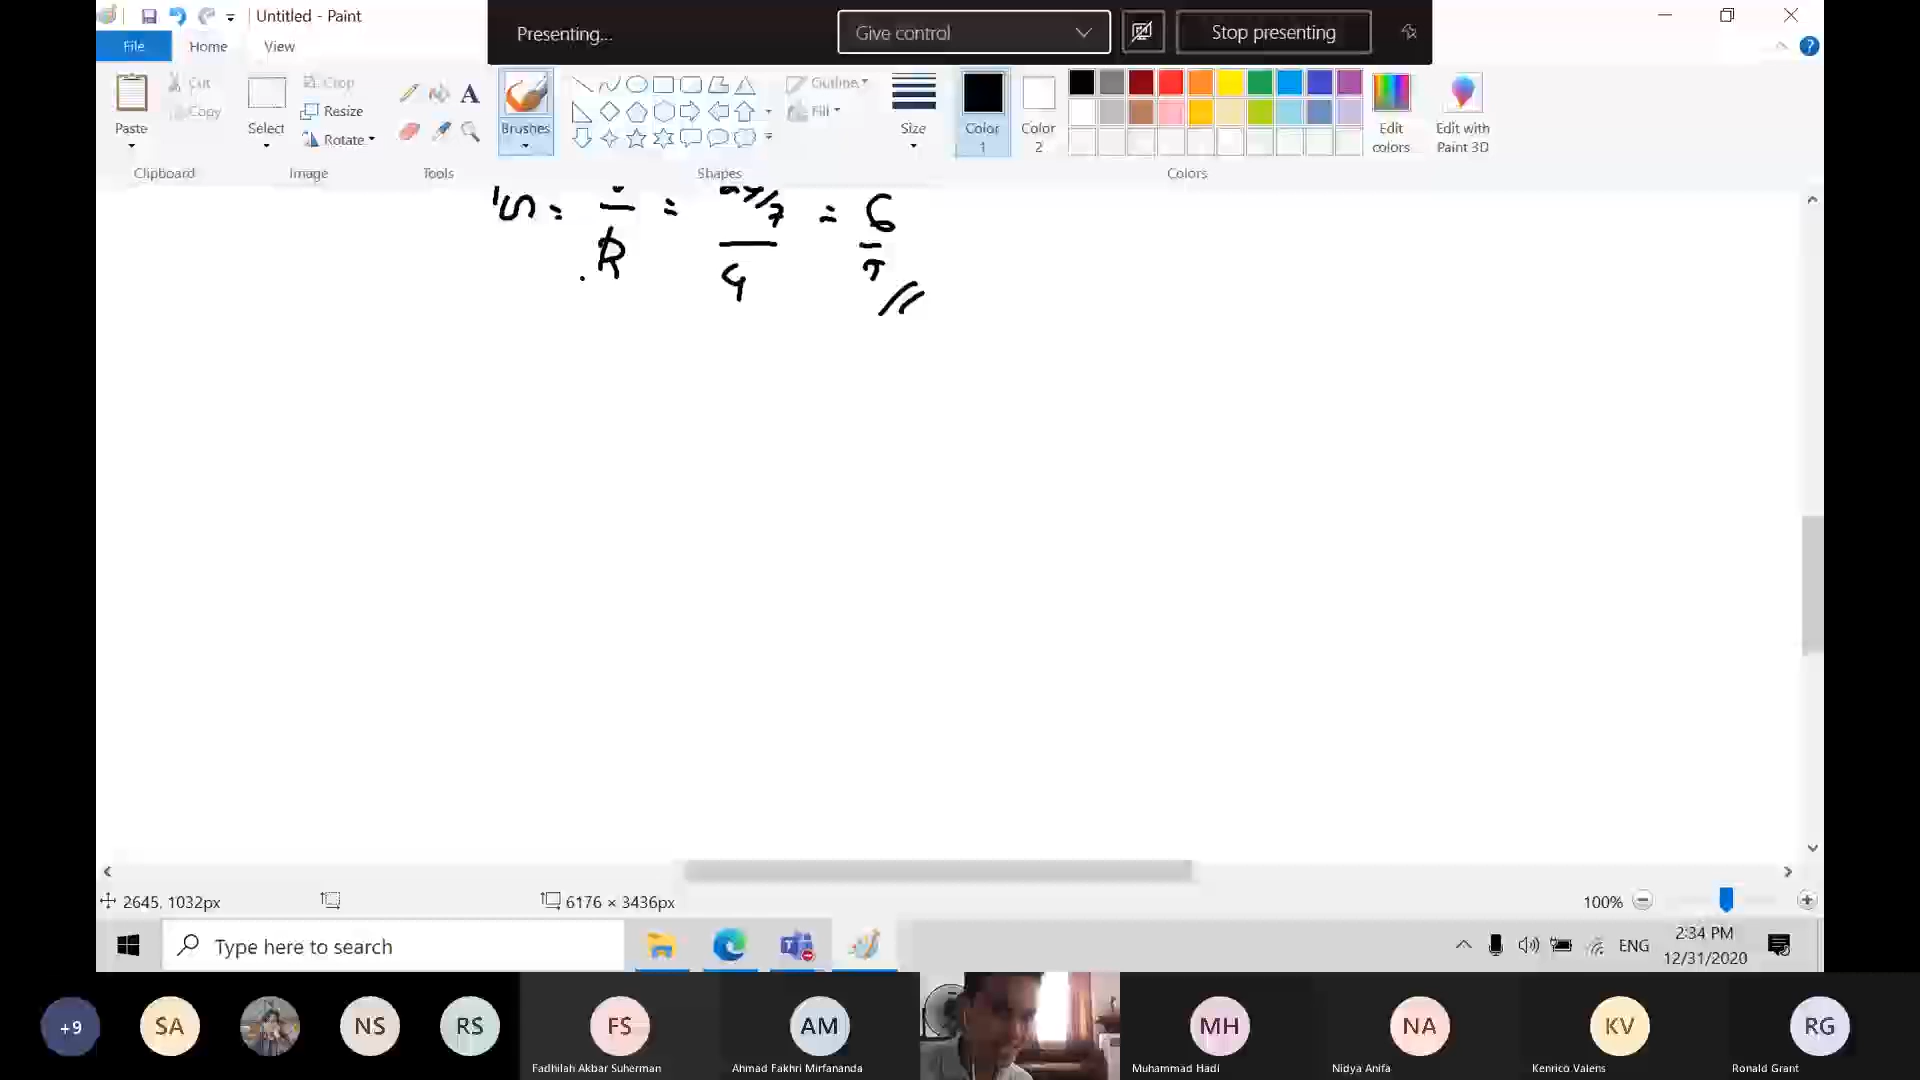 Untitled - Paint
Presenting...
Give control
Stop presenting
File
Home
View
Paste
Cut
Copy
Clipboard
Select
Crop
Resize
Rotate
Image
A
Tools
Brushes
Outline
Fill
Shapes
Size
Color 1
Color 2
Edit colors
Edit with Paint 3D
Colors
=
R
=
/7
4
=
6
7
2645, 1032px
6176 × 3436px
100%
Type here to search
ENG
2:34 PM
12/31/2020
+9
SA
NS
RS
FS
AM
MH
NA
KV
RG
Fadhilah Akbar Suherman
Ahmad Fakhri Mirfananda
Muhammad Hadi
Nidya Anifa
Kenrico Valens
Ronald Grant